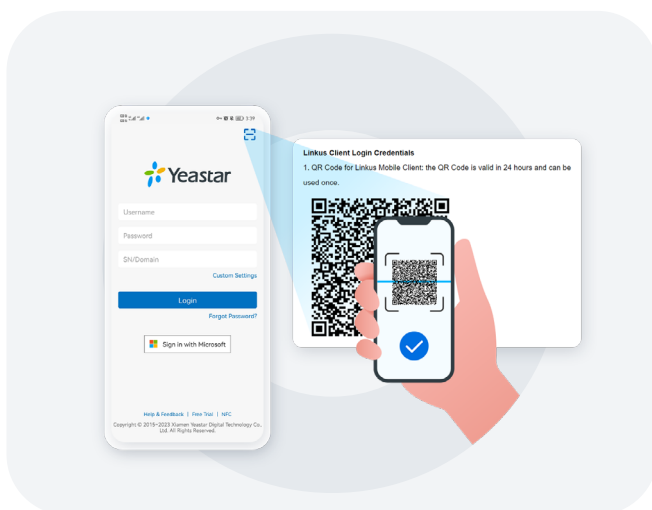 3:39
Yeastar
Username
Password
SN/Domain
Custom Settings
Login
Forgot Password?
Sign in with Microsoft
Help & Feedback | Free Trial | NFC
Copyright © 2015-2023 Xiamen Yeastar Digital Technology Co.,
Ltd. All Rights Reserved.
Linkus Client Login Credentials
1. QR Code for Linkus Mobile Client: the QR Code is valid in 24 hours and can be
used once.